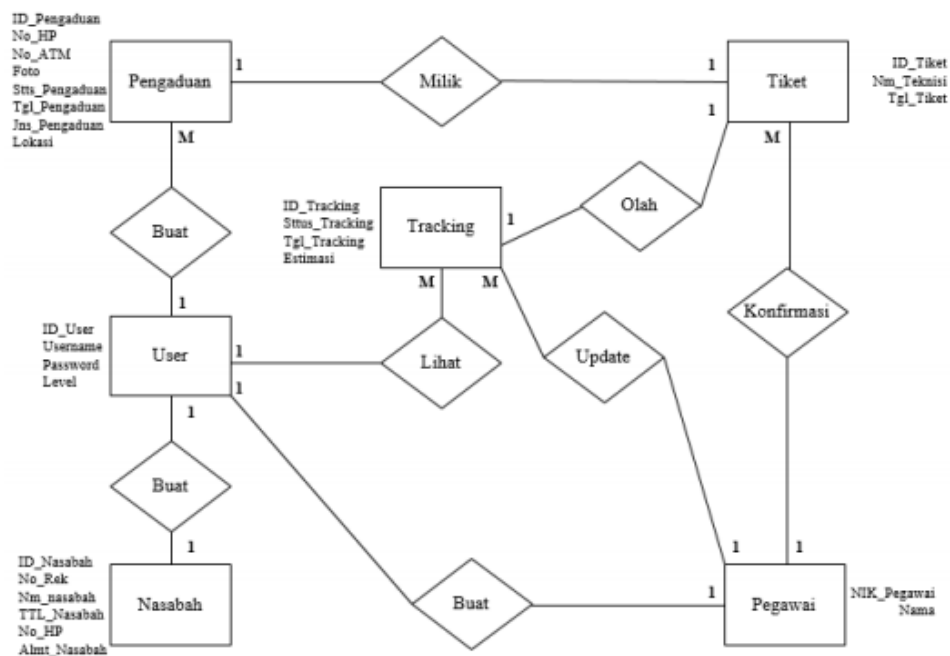 ID_Pengaduan
No_HP
No_ATM
Foto
Stts_Pengaduan
Tgl_Pengaduan
Jns_Pengaduan
Lokasi
Pengaduan
1
Milik
1
Tiket
ID_Tiket
Nm_Teknisi
Tgl_Tiket
M
1
M
Buat
ID_Tracking
Sttus_Tracking
Tgl_Tracking
Estimasi
Tracking
1
Olah
M
M
Konfirmasi
1
ID_User
Username
Password
Level
User
1
1
Lihat
Update
1
Buat
1
ID_Nasabah
No_Rek
Nm_nasabah
TTL_Nasabah
No_HP
Almt_Nasabah
Nasabah
Buat
1
1
1
Pegawai
NIK_Pegawai
Nama